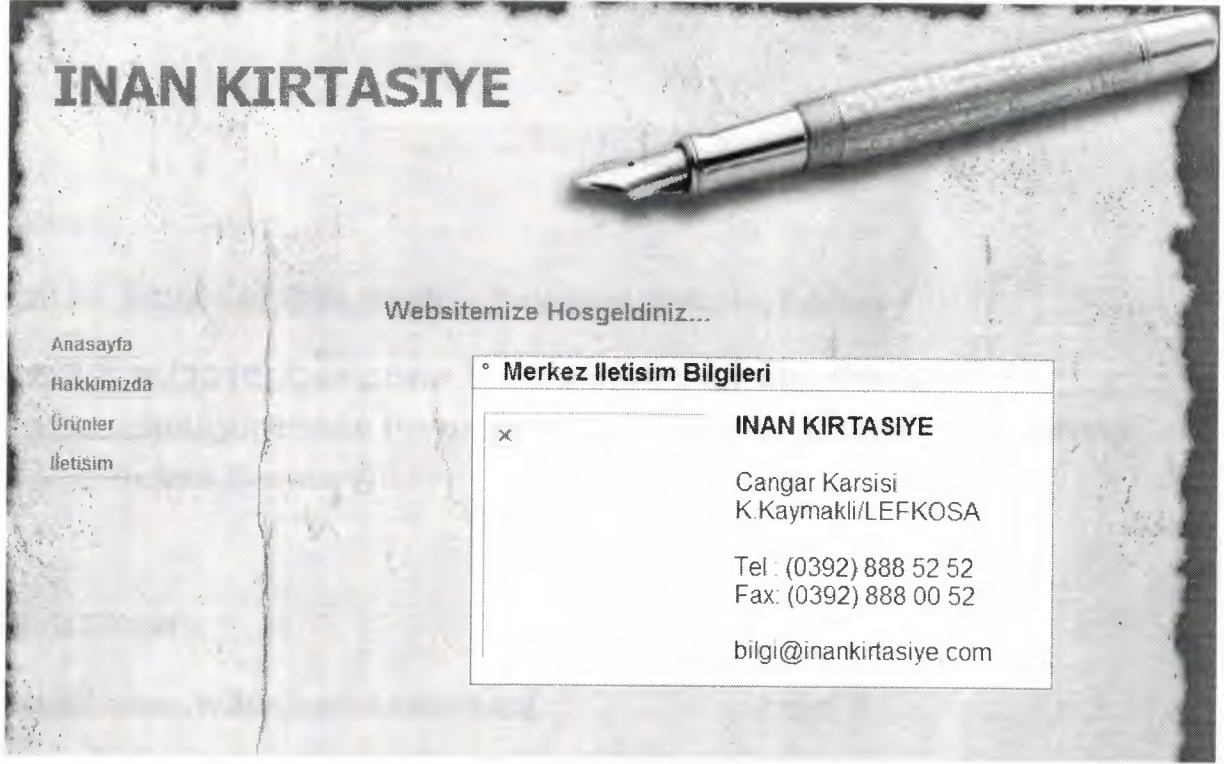 INAN KIRTASIYE
Websitemize Hosgeldiniz...
Anasayfa
Hakkimizda
Ürünler
Iletisim
° Merkez Iletisim Bilgileri
INAN KIRTASIYE
Cangar Karsisi
K.Kaymakli/LEFKOSA
Tel : (0392) 888 52 52
Fax: (0392) 888 00 52
bilgi@inankirtasiye com